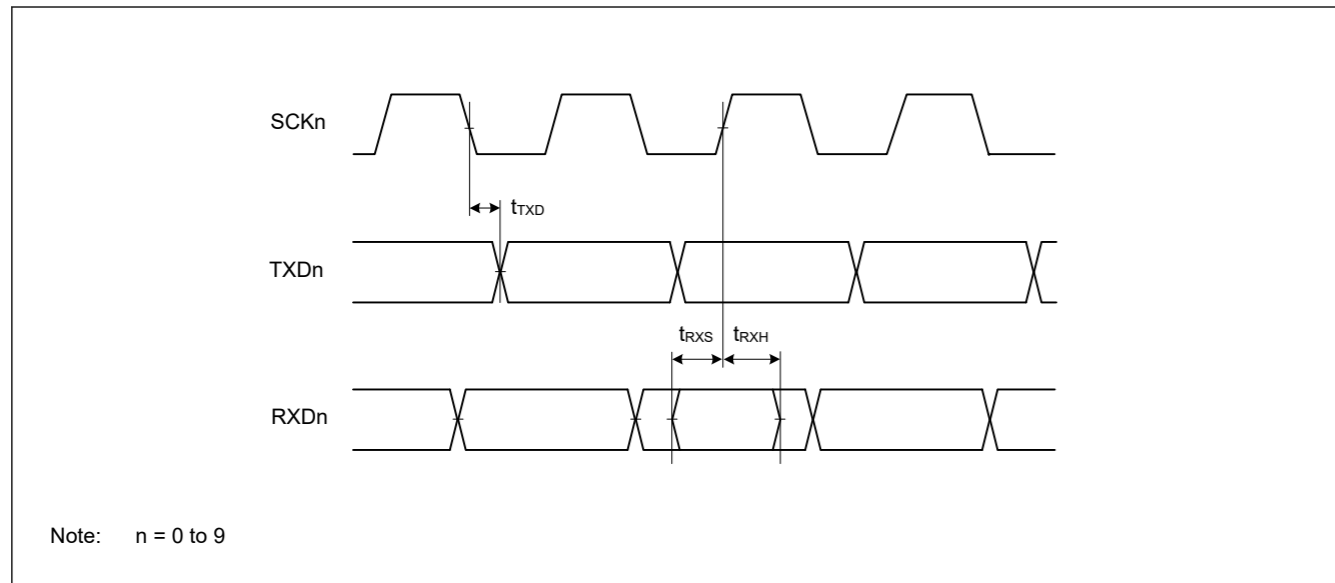 SCKn
tTXD
TXDn
tRXS tRXH
RXDn
Note: n = 0 to 9